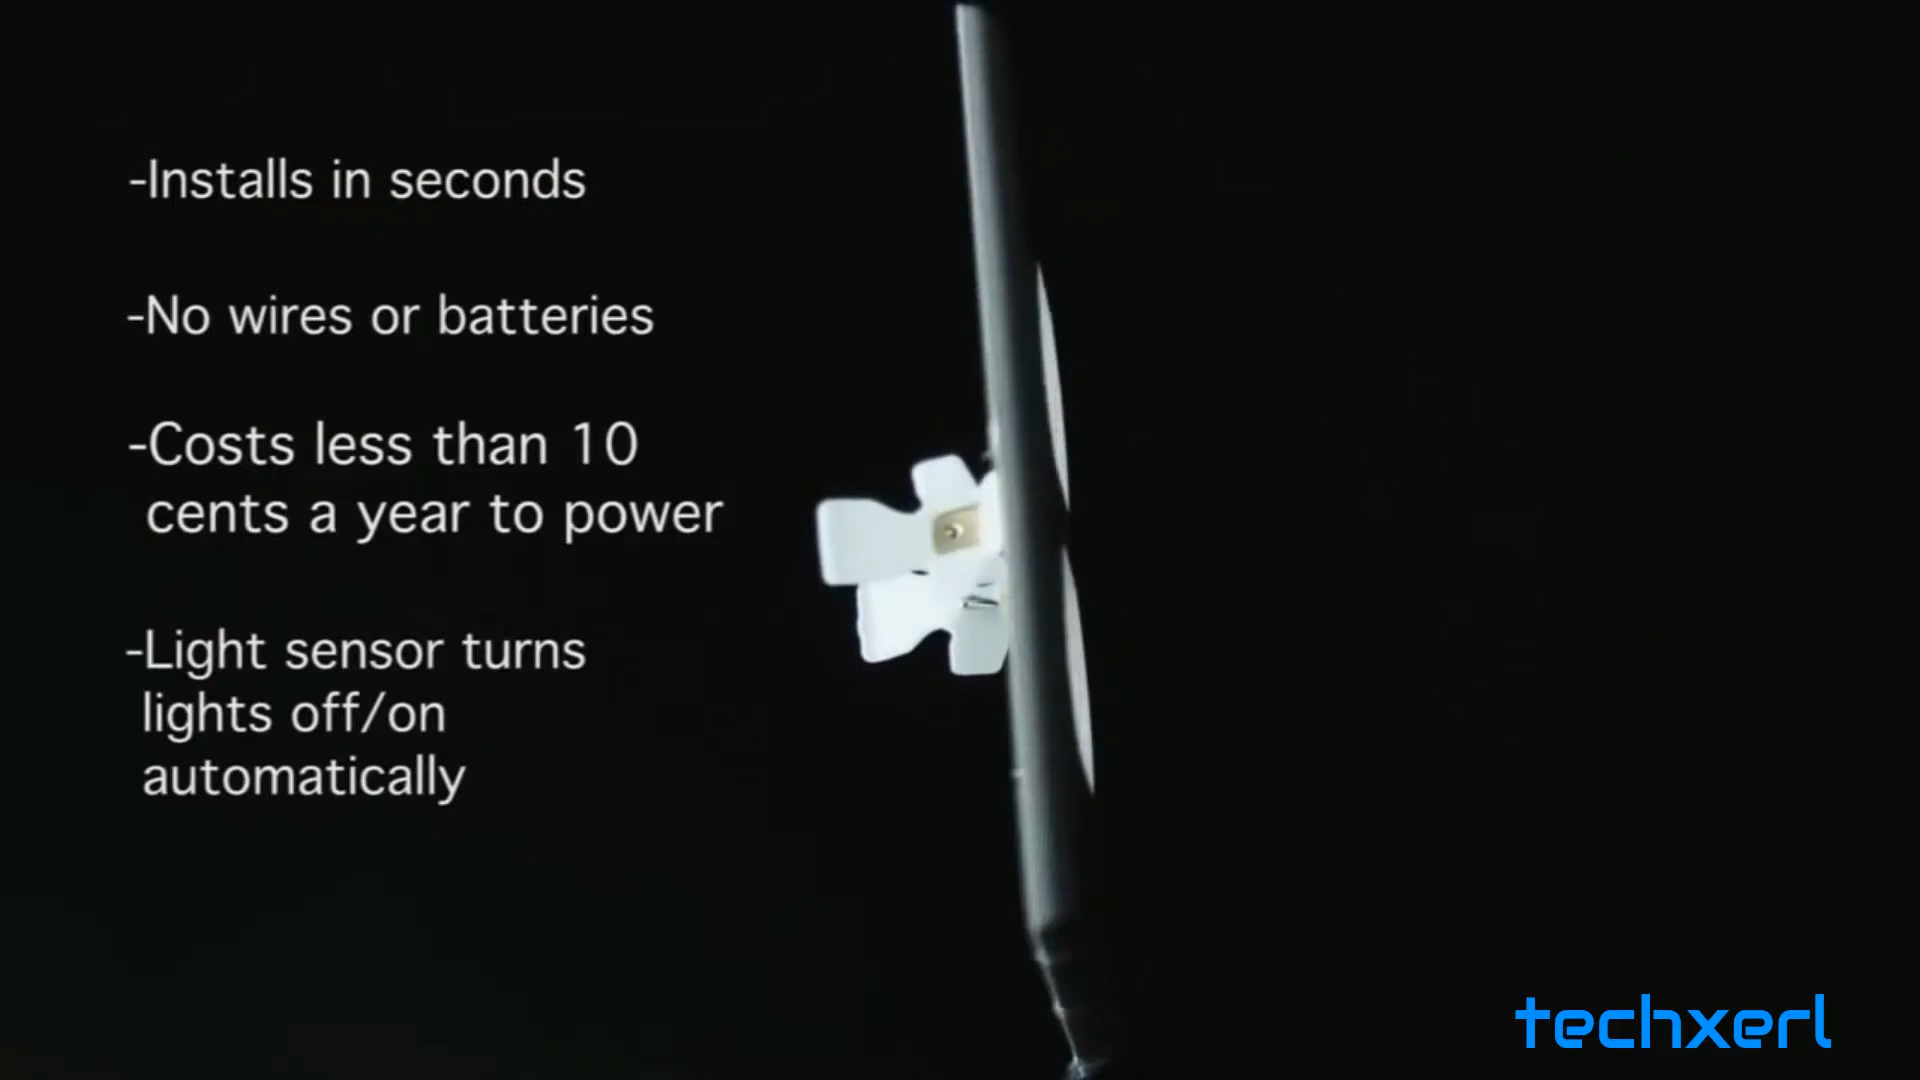 -Installs in seconds
-No wires or batteries
-Costs less than 10
cents a year to power
-Light sensor turns
lights off/on
automatically
techxerl